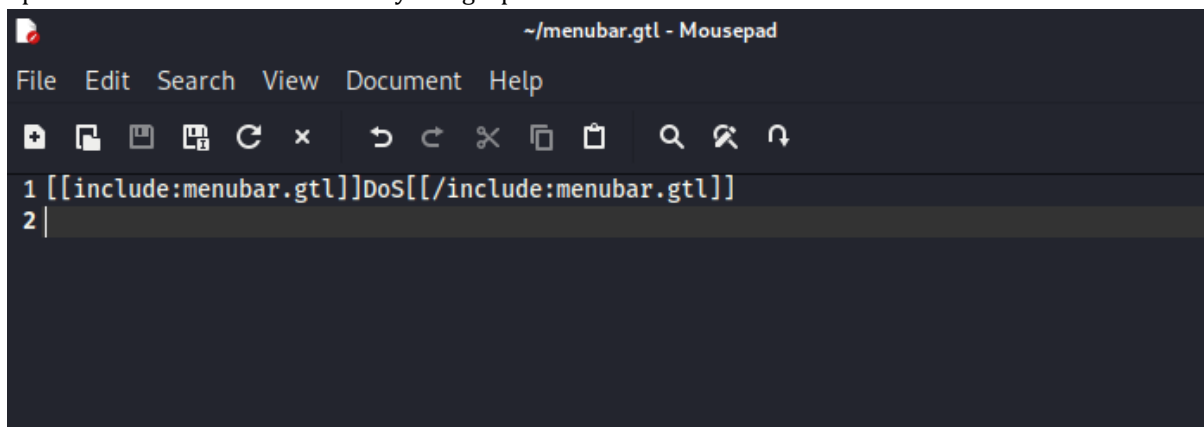 ~/menubar.gtl - Mousepad
File Edit Search View Document Help
1 [[include:menubar.gtl]]DoS[[/include:menubar.gtl]]
2